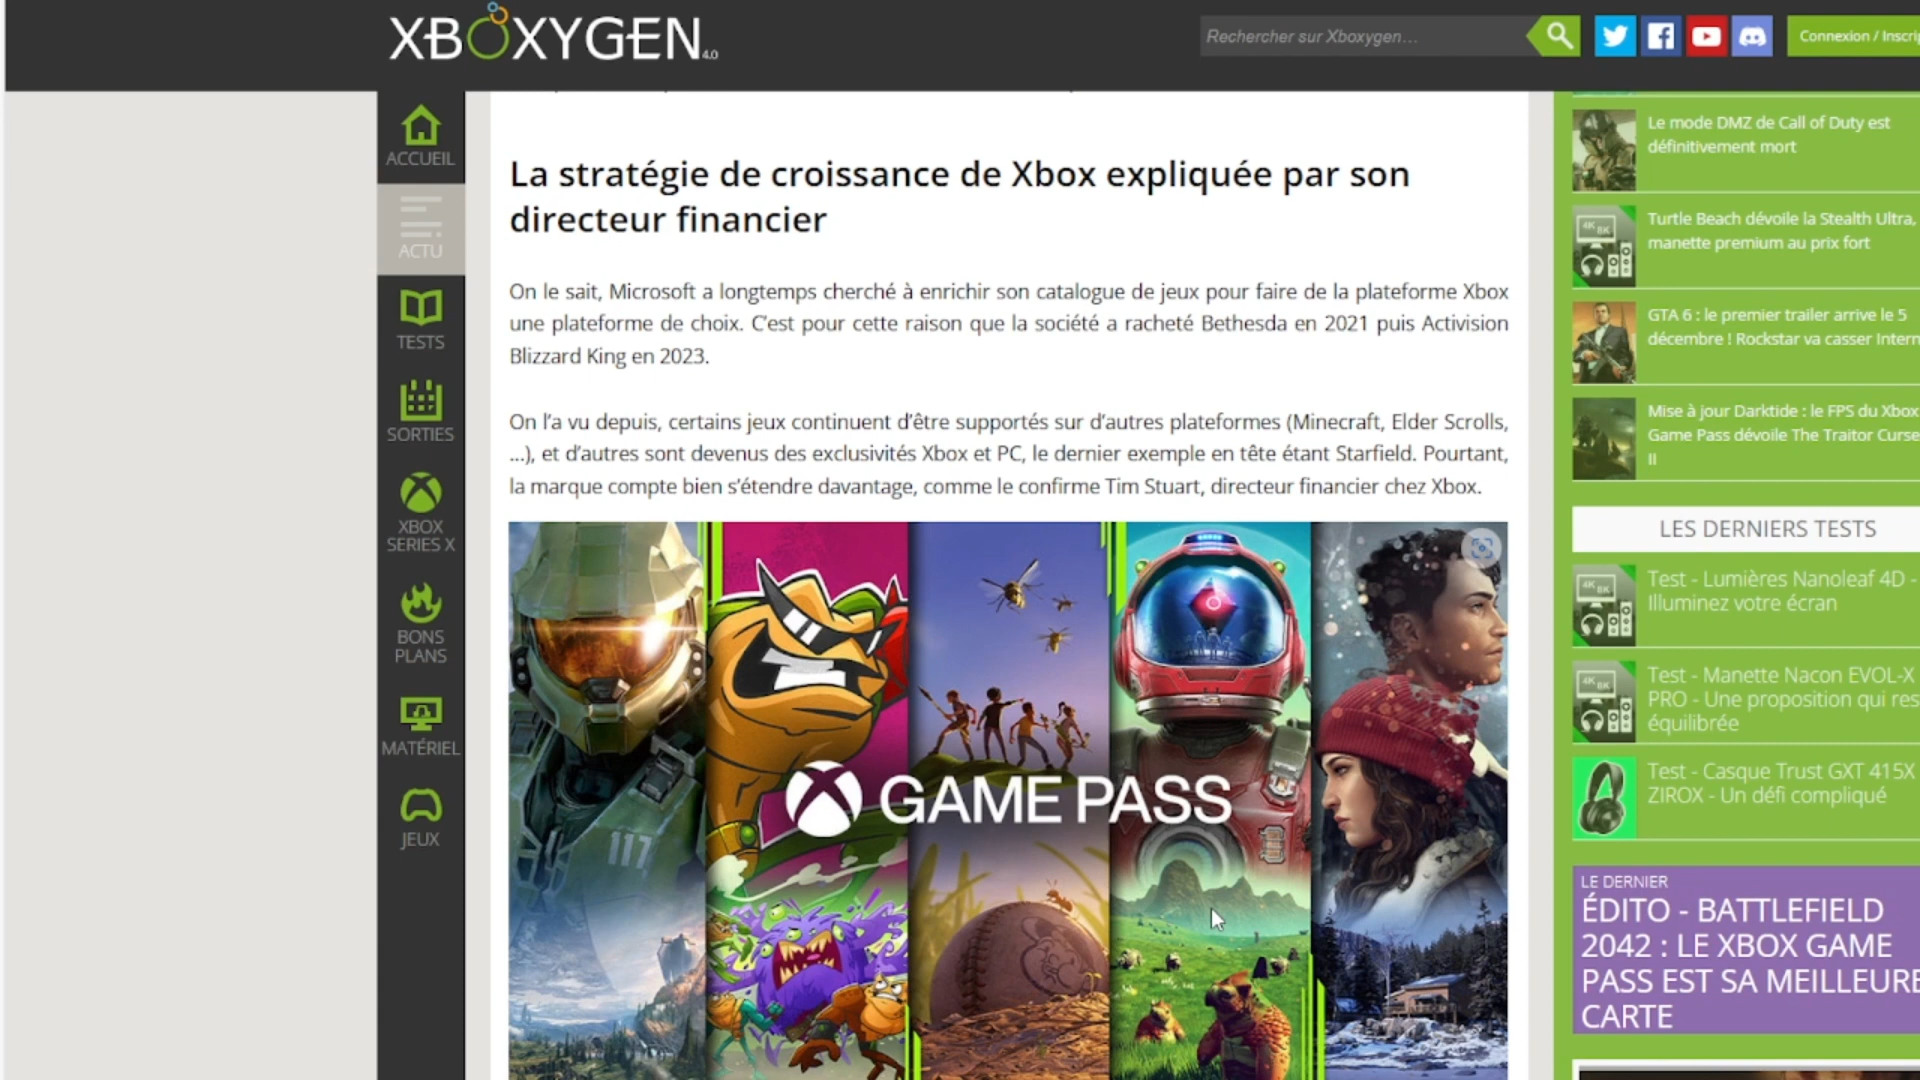 XBOXYGEN 4.0
Rechercher sur Xboxygen...
Connexion /
ACCUEIL
ACTU
TESTS
SORTIES
XBOX
SERIES X
BONS
PLANS
MATÉRIEL
JEUX
La stratégie de croissance de Xbox expliquée par son
directeur financier
On le sait, Microsoft a longtemps cherché à enrichir son catalogue de jeux pour faire de la plateforme Xbox
une plateforme de choix. C'est pour cette raison que la société a racheté Bethesda en 2021 puis Activision
Blizzard King en 2023.
On l'a vu depuis, certains jeux continuent d'être supportés sur d'autres plateformes (Minecraft, Elder Scrolls,
...), et d'autres sont devenus des exclusivités Xbox et PC, le dernier exemple en tête étant Starfield. Pourtant,
la marque compte bien s'étendre davantage, comme le confirme Tim Stuart, directeur financier chez Xbox.
GAME PASS
117
Le mode DMZ de Call of Duty est
définitivement mort
4K 8K
Turtle Beach dévoile la Stealth Ultra,
manette premium au prix fort
GTA 6 : le premier trailer arrive le 5
décembre ! Rockstar va casser Intern
Mise à jour Darktide : le FPS du Xbox
Game Pass dévoile The Traitor Curse
II
LES DERNIERS TESTS
4K 8K
Test - Lumières Nanoleaf 4D -
Illuminez votre écran
4K 8K
Test - Manette Nacon EVOL-X
PRO - Une proposition qui res
équilibrée
Test - Casque Trust GXT 415X
ZIROX - Un défi compliqué
LE DERNIER
ÉDITO - BATTLEFIELD
2042 : LE XBOX GAME
PASS EST SA MEILLEURE
CARTE